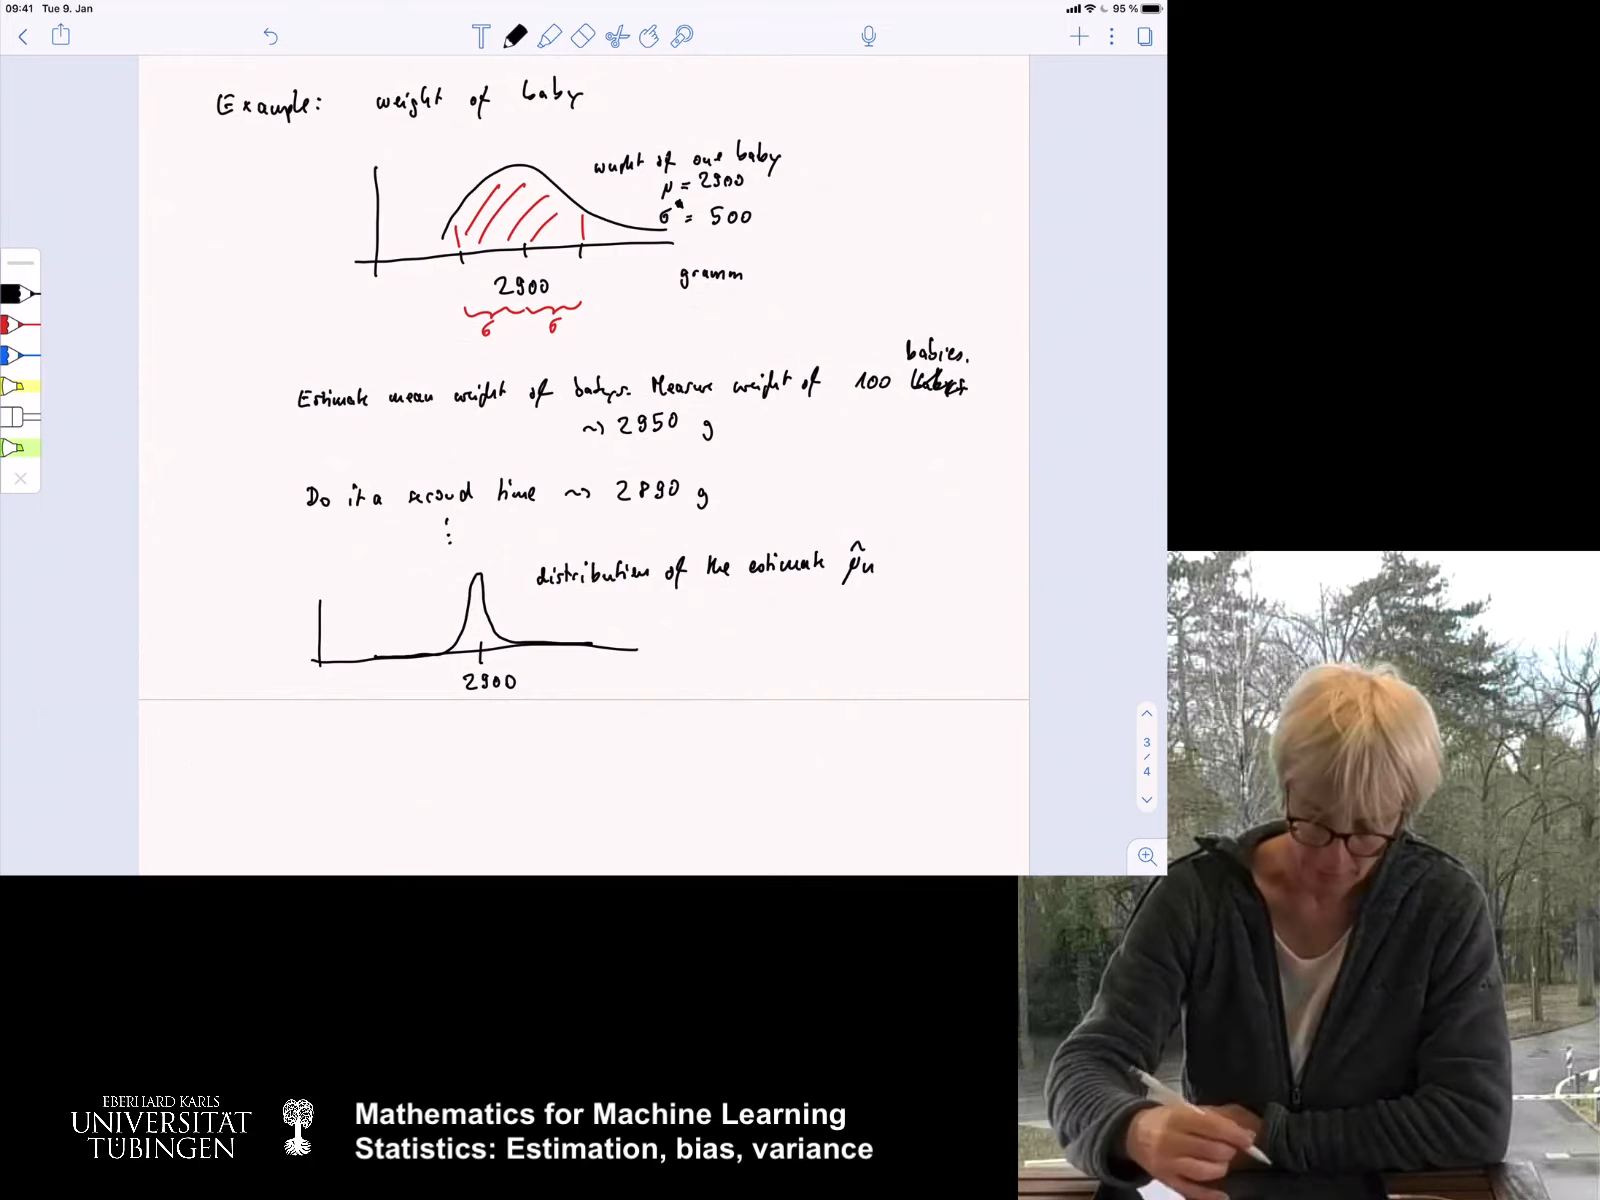 09:41 Tue 9. Jan
95 %
T
Example: weight of baby
weight of one baby
μ = 2900
σ = 500
2900
gramm
σ σ
babies.
Estimate mean weight of babys. Measure weight of 100
~> 2950 g
Do it a second time ~> 2890 g
distribution of the estimate μ̂n
2900
3
/
4
EBERHARD KARLS
UNIVERSITÄT
TÜBINGEN
Mathematics for Machine Learning
Statistics: Estimation, bias, variance